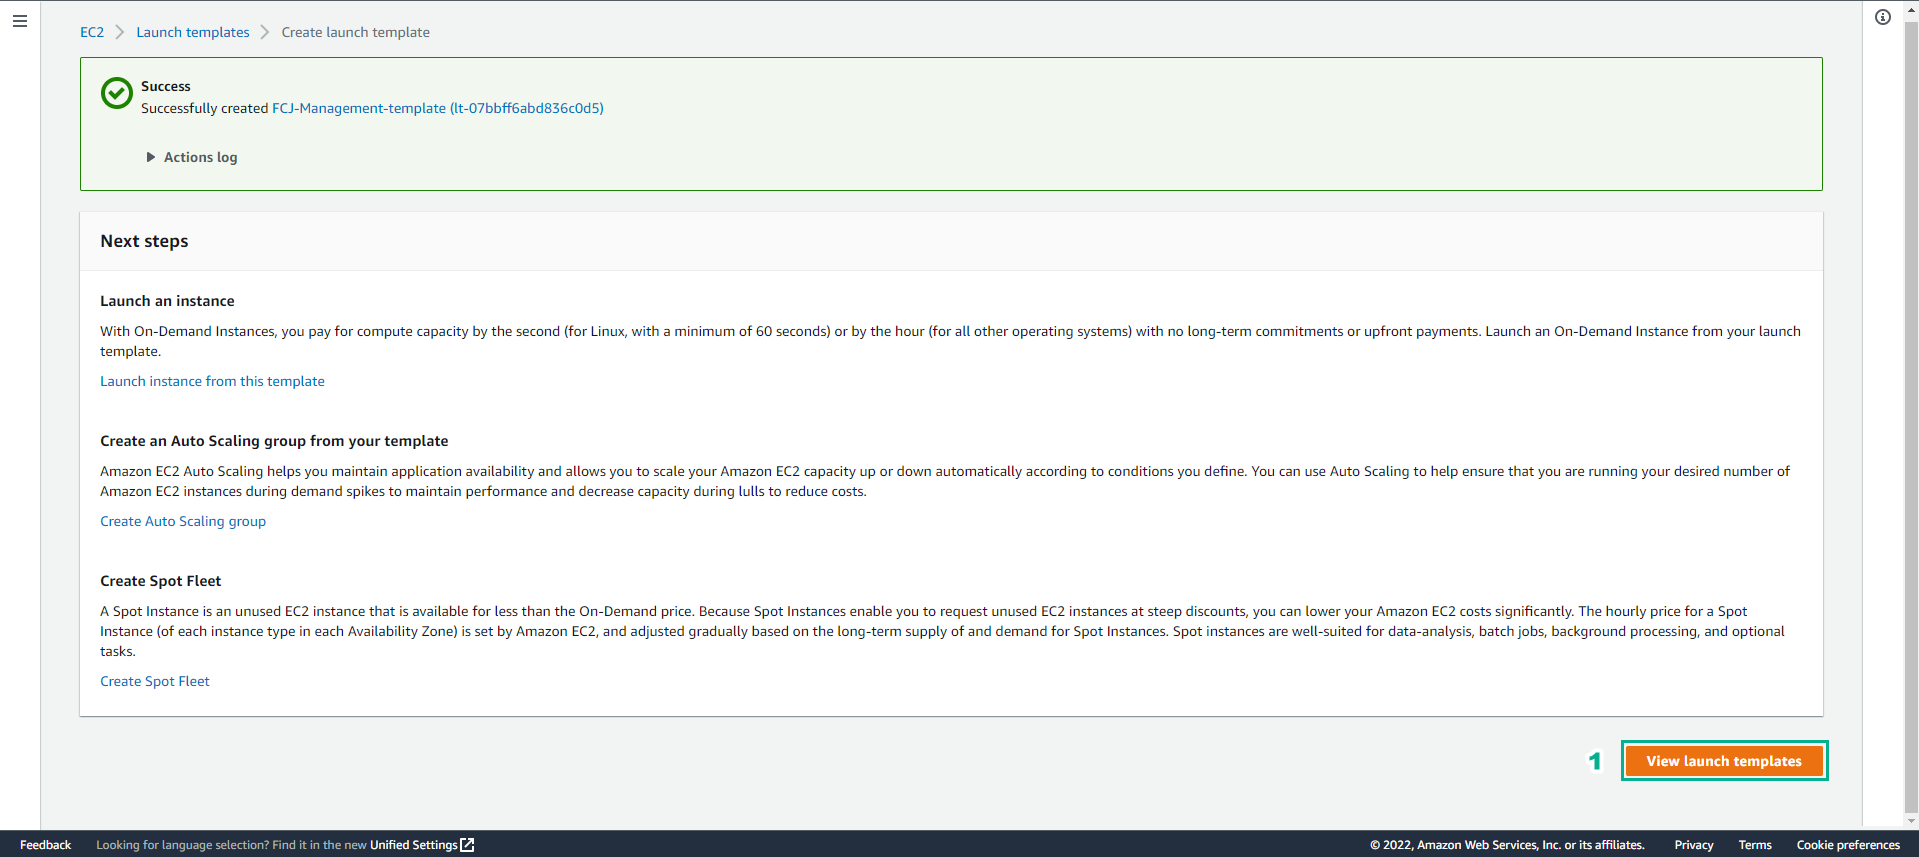 EC2 Launch templates Create launch template
Success
Successfully created FCJ-Management-template (lt-07bbff6abd836c0d5)
Actions log
Next steps
Launch an instance
With On-Demand Instances, you pay for compute capacity by the second (for Linux, with a minimum of 60 seconds) or by the hour (for all other operating systems) with no long-term commitments or upfront payments. Launch an On-Demand Instance from your launch
template.
Launch instance from this template
Create an Auto Scaling group from your template
Amazon EC2 Auto Scaling helps you maintain application availability and allows you to scale your Amazon EC2 capacity up or down automatically according to conditions you define. You can use Auto Scaling to help ensure that you are running your desired number of
Amazon EC2 instances during demand spikes to maintain performance and decrease capacity during lulls to reduce costs.
Create Auto Scaling group
Create Spot Fleet
A Spot Instance is an unused EC2 instance that is available for less than the On-Demand price. Because Spot Instances enable you to request unused EC2 instances at steep discounts, you can lower your Amazon EC2 costs significantly. The hourly price for a Spot
Instance (of each instance type in each Availability Zone) is set by Amazon EC2, and adjusted gradually based on the long-term supply of and demand for Spot Instances. Spot instances are well-suited for data-analysis, batch jobs, background processing, and optional
tasks.
Create Spot Fleet
1 View launch templates
Feedback Looking for language selection? Find it in the new Unified Settings © 2022, Amazon Web Services, Inc. or its affiliates. Privacy Terms Cookie preferences